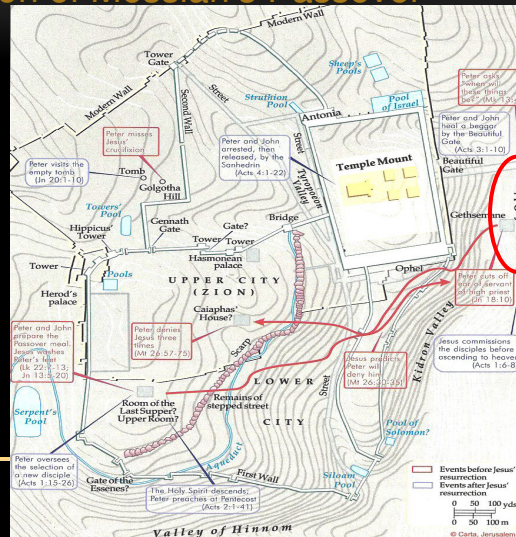 Modern Wall
Tower
Gate
Modern Wall
Second Wall
Street
Struthion
Pool
Sheep's
Pools
Pool
of Israel
Antonia
Peter asks
"when will
these things
be?"
Peter misses
Jesus'
crucifixion
Peter and John
arrested, then
released, by the
Sanhedrin
(Acts 4:1-22)
Peter and John
heal a beggar
by the Beautiful
Gate
(Acts 3:1-10)
Street
Tyropoeon
Valley
Temple Mount
Beautiful
Gate
Peter visits the
empty tomb
(Jn 20:1-10)
Tomb
Golgotha
Hill
Towers'
Pool
Hippicus'
Tower
Gennath
Gate
Gate?
Bridge
Gethsemane
Tower
Tower
Hasmonean
palace
Tower
Pools
Herod's
palace
UPPER CITY
(ZION)
Ophel
Peter cuts off
ear of servant
of high priest
(Jn 18:10)
Caiaphas'
House?
Peter and John
prepare the
Passover meal,
Jesus washes
Peter's feet
(Lk 22:7-13;
Jn 13:5-20)
Peter denies
Jesus three
times
(Mt 26:57-75)
Scarp
Jesus predicts
Peter will
deny him
(Mt 26:30-35)
Kidron Valley
Jesus commissions
the disciples before
ascending to heaven
(Acts 1:6-8
LOWER
CITY
Street
Room of the
Last Supper?
Upper Room?
Remains of
stepped street
Serpent's
Pool
Pool of
Solomon?
Peter oversees
the selection of
a new disciple
(Acts 1:15-26)
Aqueduct
Gate of the
Essenes?
The Holy Spirit descends;
Peter preaches at Pentecost
(Acts 2:1-41)
First Wall
Siloam
Pool
Events before Jesus'
resurrection
Events after Jesus'
resurrection
0 50 100 yds
0 50 100 m
Valley of Hinnom
© Carta, Jerusalem